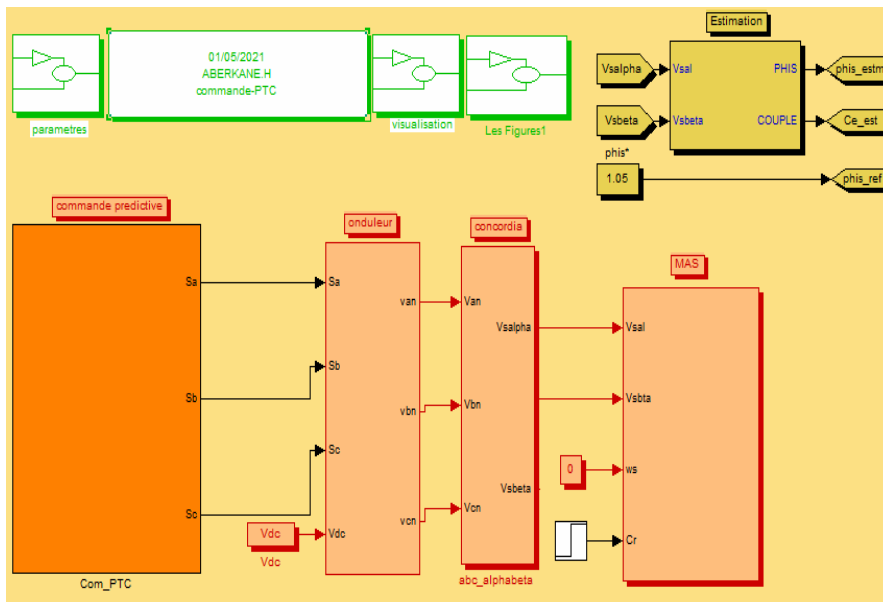 parametres
01/05/2021
ABERKANE.H
commande-PTC
visualisation
Les Figures1
Estimation
Vsalpha
Vsal
PHIS
phis_estm
Vsbeta
Vsbeta
COUPLE
Ce_est
phis*
1.05
phis_ref
commande predictive
Sa
Sb
Sc
Com_PTC
onduleur
Sa
van
Sb
vbn
Sc
vcn
Vdc
Vdc
Vdc
concordia
Van
Vsalpha
Vbn
Vsbeta
Vcn
abc_alphabeta
MAS
Vsal
Vsbta
0
ws
Cr